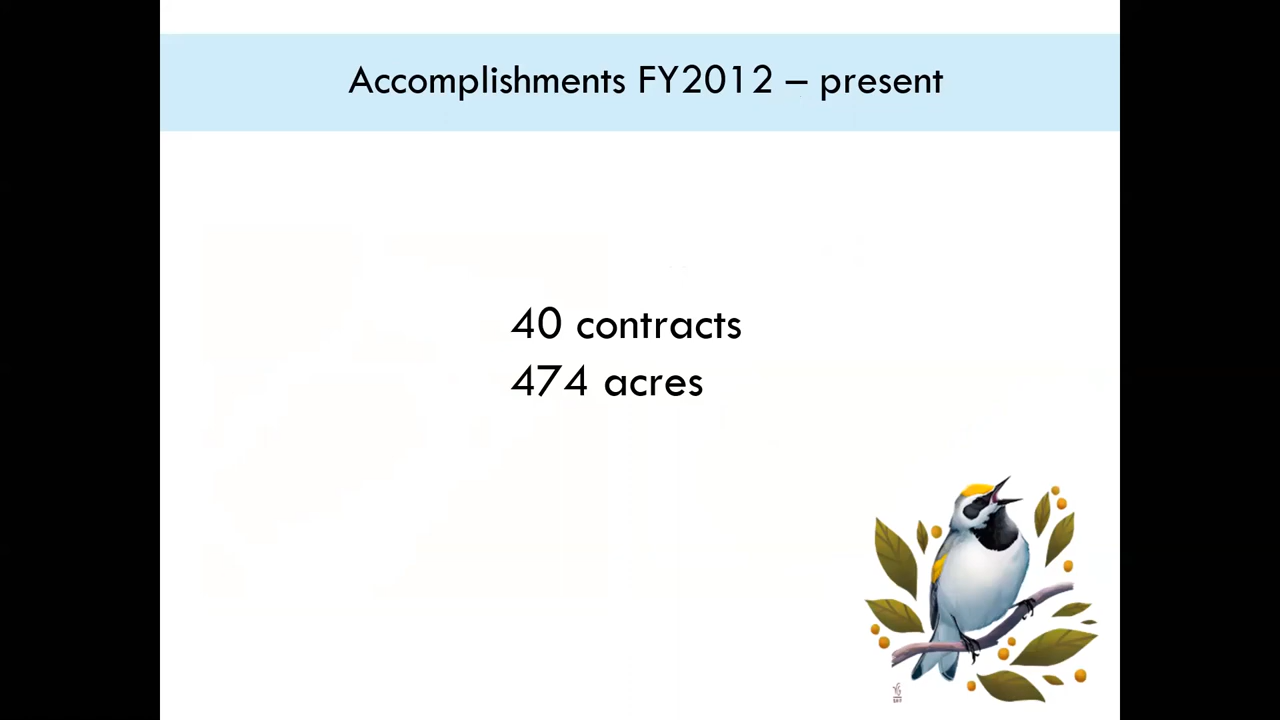 Accomplishments FY2012 – present
40 contracts
474 acres